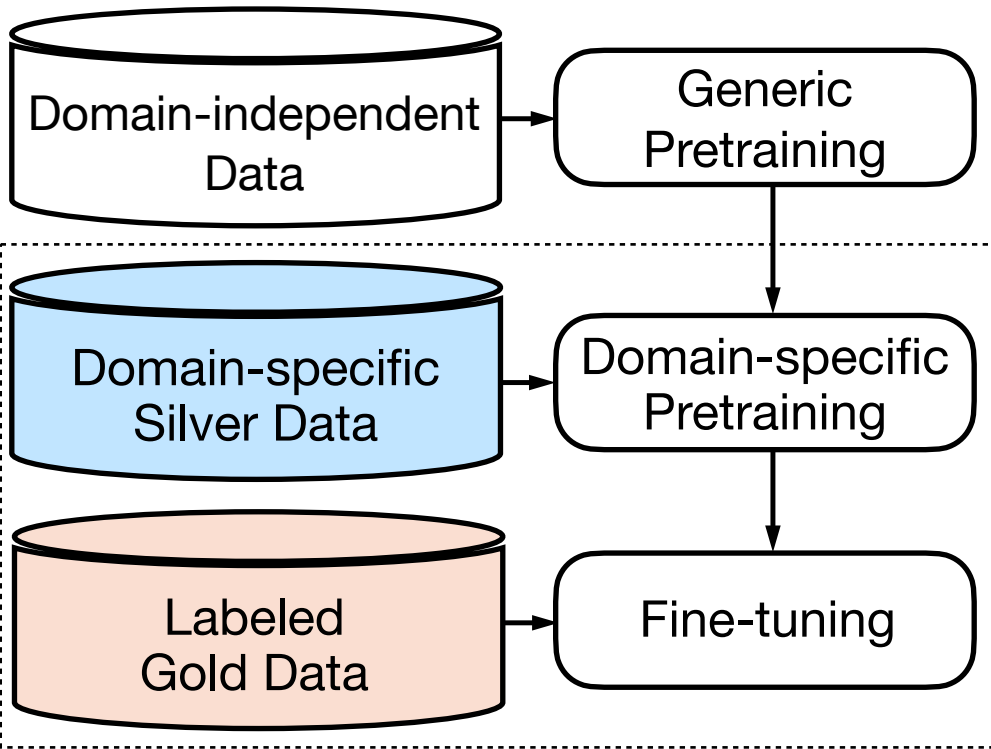 Domain-independent
Data
Generic
Pretraining
Domain-specific
Silver Data
Domain-specific
Pretraining
Labeled
Gold Data
Fine-tuning